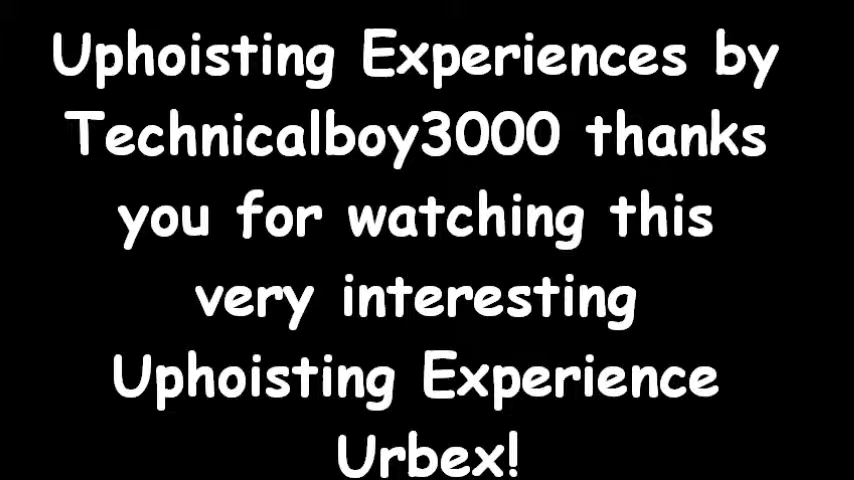 Uphoisting Experiences by
Technicalboy3000 thanks
you for watching this
very interesting
Uphoisting Experience
Urbex!